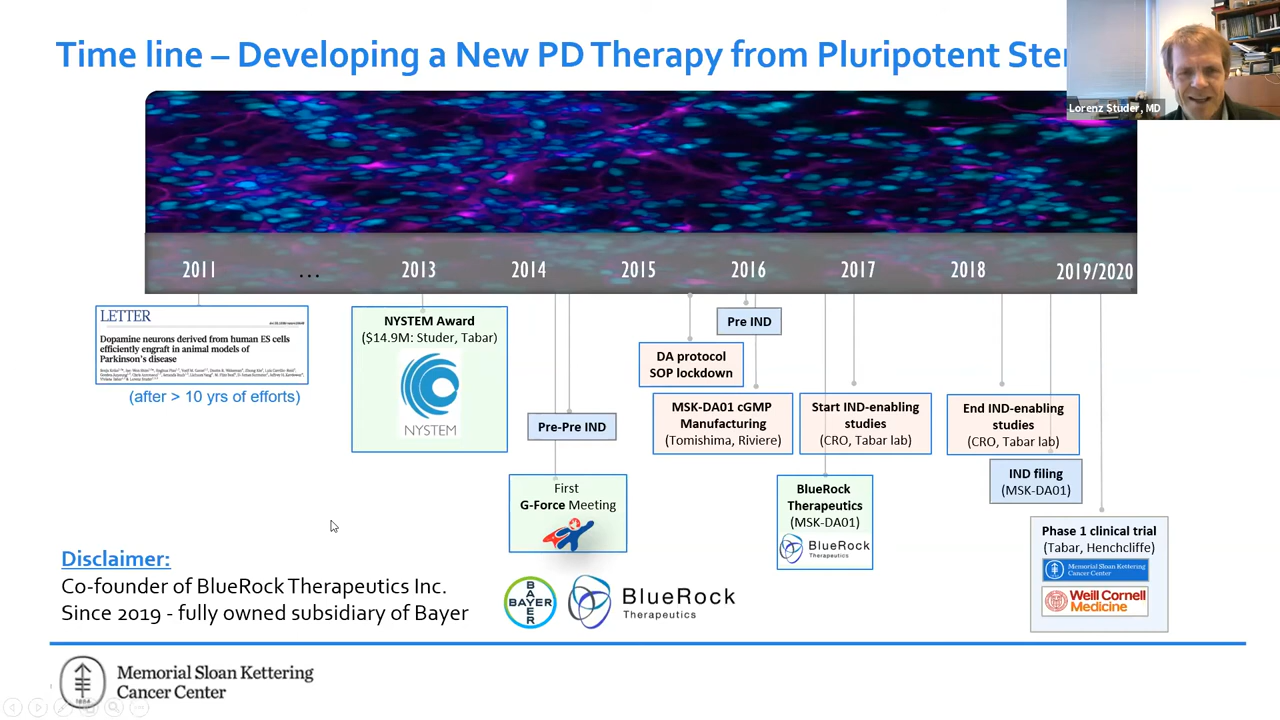 Time line – Developing a New PD Therapy from Pluripotent Ste
Lorenz Studer, MD
2011 ... 2013 2014 2015 2016 2017 2018 2019/2020
LETTER
Dopamine neurons derived from human ES cells
efficiently engraft in animal models of
Parkinson's disease
(after > 10 yrs of efforts)
NYSTEM Award
($14.9M: Studer, Tabar)
NYSTEM
Pre-Pre IND
First
G-Force Meeting
DA protocol
SOP lockdown
Pre IND
MSK-DA01 cGMP
Manufacturing
(Tomishima, Riviere)
Start IND-enabling
studies
(CRO, Tabar lab)
BlueRock
Therapeutics
(MSK-DA01)
BlueRock
Therapeutics
End IND-enabling
studies
(CRO, Tabar lab)
IND filing
(MSK-DA01)
Phase 1 clinical trial
(Tabar, Henchcliffe)
Memorial Sloan Kettering
Cancer Center
Weill Cornell
Medicine
Disclaimer:
Co-founder of BlueRock Therapeutics Inc.
Since 2019 - fully owned subsidiary of Bayer
BAYER
BAYER
BlueRock
Therapeutics
Memorial Sloan Kettering
Cancer Center
1884